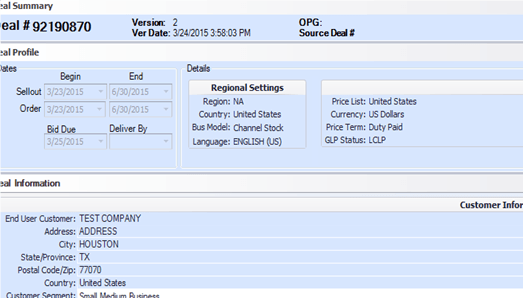 eal Summary
eal # 92190870 Version: 2 OPG:
Ver Date: 3/24/2015 3:58:03 PM Source Deal #
eal Profile
ates Details
Begin End Regional Settings
Sellout 3/23/2015 6/30/2015 Region: NA Price List: United States
Order 3/23/2015 6/30/2015 Country: United States Currency: US Dollars
Bid Due Deliver By Bus Model: Channel Stock Price Term: Duty Paid
3/25/2015 Language: ENGLISH (US) GLP Status: LCLP
eal Information
Customer Infor
End User Customer: TEST COMPANY
Address: ADDRESS
City: HOUSTON
State/Province: TX
Postal Code/Zip: 77070
Country: United States
Customer Segment: Small Medium Business